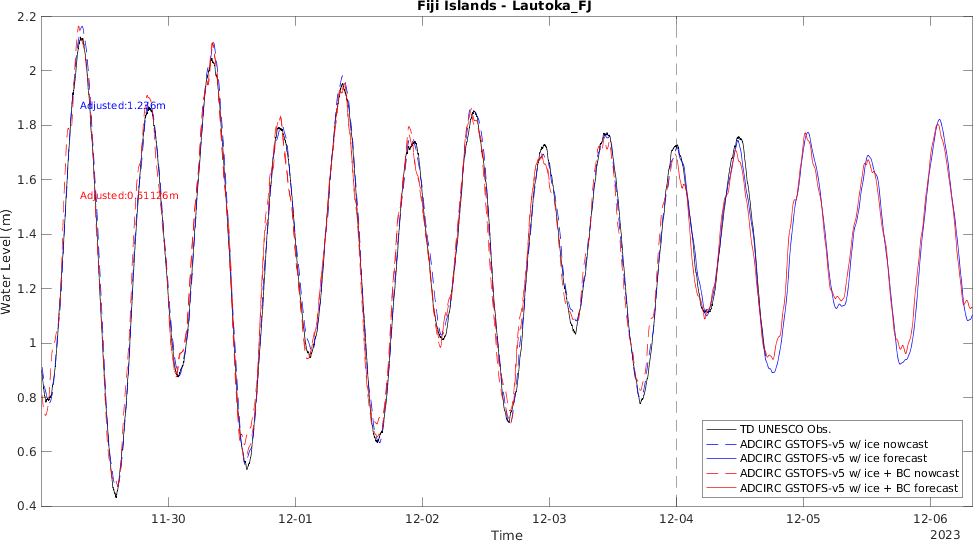 Fiji Islands - Lautoka_FJ
2.2
2
1.8
1.6
1.4
1.2
1
0.8
0.6
0.4
Water Level (m)
Adjusted:1.226m
Adjusted:0.61126m
TD UNESCO Obs.
ADCIRC GSTOFS-v5 w/ ice nowcast
ADCIRC GSTOFS-v5 w/ ice forecast
ADCIRC GSTOFS-v5 w/ ice + BC nowcast
ADCIRC GSTOFS-v5 w/ ice + BC forecast
11-30 12-01 12-02 12-03 12-04 12-05 12-06
Time
2023